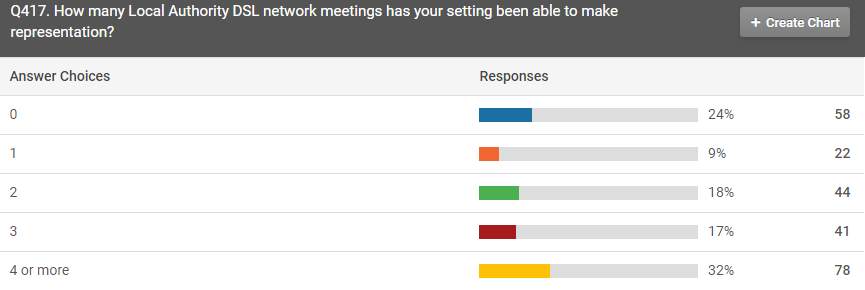 Q417. How many Local Authority DSL network meetings has your setting been able to make
representation?
+ Create Chart
Answer Choices Responses
0 24% 58
1 9% 22
2 18% 44
3 17% 41
4 or more 32% 78